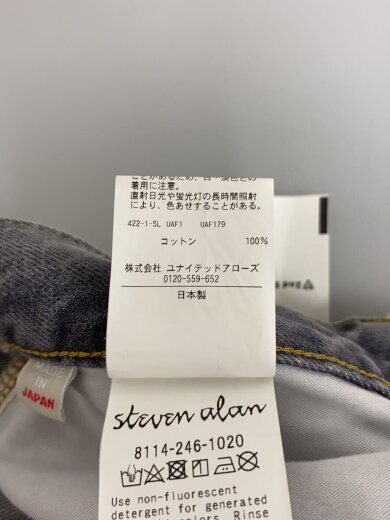 着用に注意。
直射日光や蛍光灯の長時間照射
により、色あせすることがある。
422-1-SL UAF1 UAF179
コットン 100%
株式会社 ユナイテッドアローズ
0120-559-652
日本製
MADE
IN
JAPAN
steven alan
8114-246-1020
Use non-fluorescent
detergent for generated
Rinse